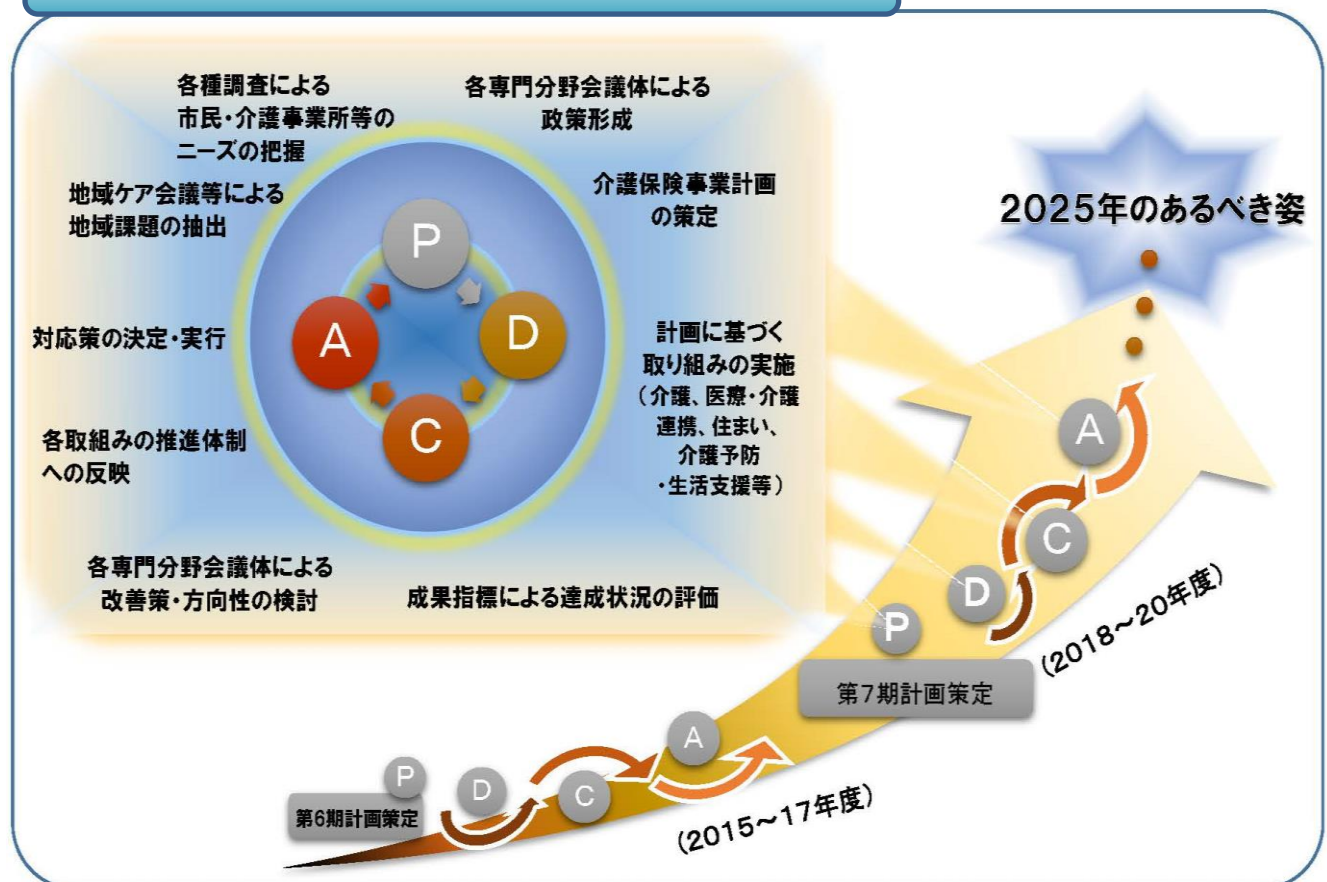 各種調査による
市民・介護事業所等の
ニーズの把握
各専門分野会議体による
政策形成
地域ケア会議等による
地域課題の抽出
介護保険事業計画
の策定
2025年のあるべき姿
P
A
D
C
対応策の決定・実行
計画に基づく
取り組みの実施
（介護、医療・介護
連携、住まい、
介護予防
・生活支援等）
各取組みの推進体制
への反映
各専門分野会議体による
改善策・方向性の検討
成果指標による達成状況の評価
A
C
D
P
第7期計画策定
(2018～20年度)
A
P
D
C
第6期計画策定
(2015～17年度)